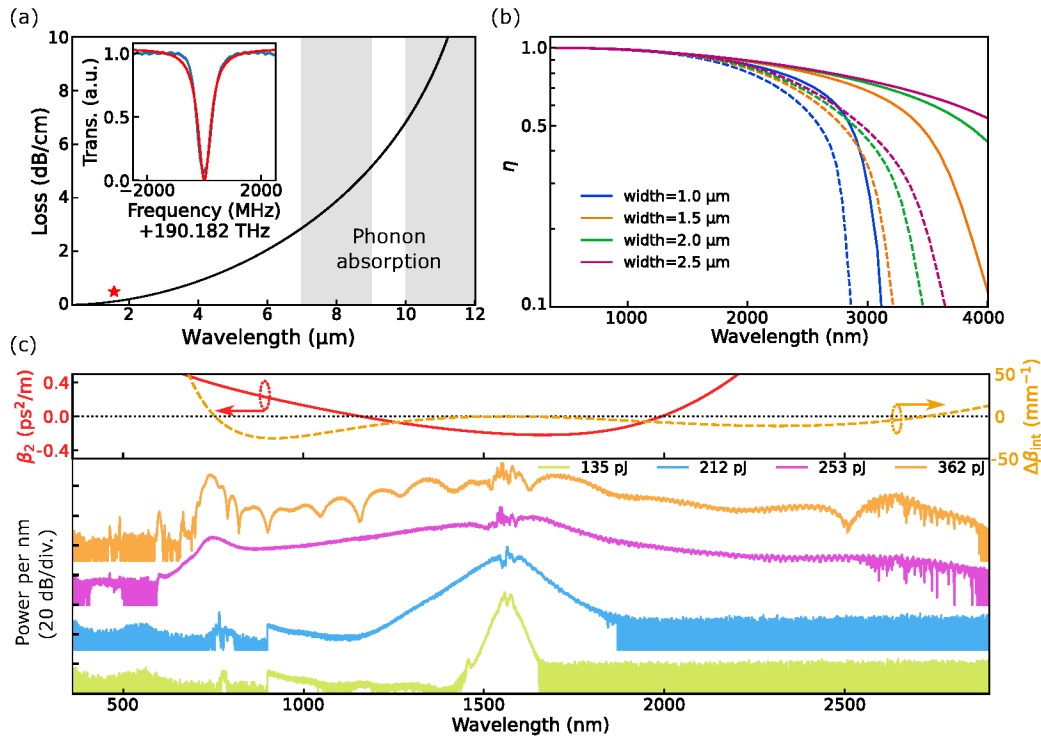 (a)
10
8
6
4
2
0
Loss (dB/cm)
2
4
6
8
10
12
Wavelength (μm)
Phonon
absorption
1.0
0.5
0.0
Trans. (a.u.)
−2000
0
2500
Frequency (MHz)
+190.182 THz
(b)
1.0
0.5
0.1
η
width=1.0 μm
width=1.5 μm
width=2.0 μm
width=2.5 μm
1000
2000
3000
4000
Wavelength (nm)
(c)
0.4
0.0
-0.4
β₂ (ps²/m)
50
0
-50
Δβint (mm⁻¹)
135 pJ
212 pJ
253 pJ
362 pJ
Power per nm
(20 dB/div.)
500
1000
1500
2000
2500
Wavelength (nm)